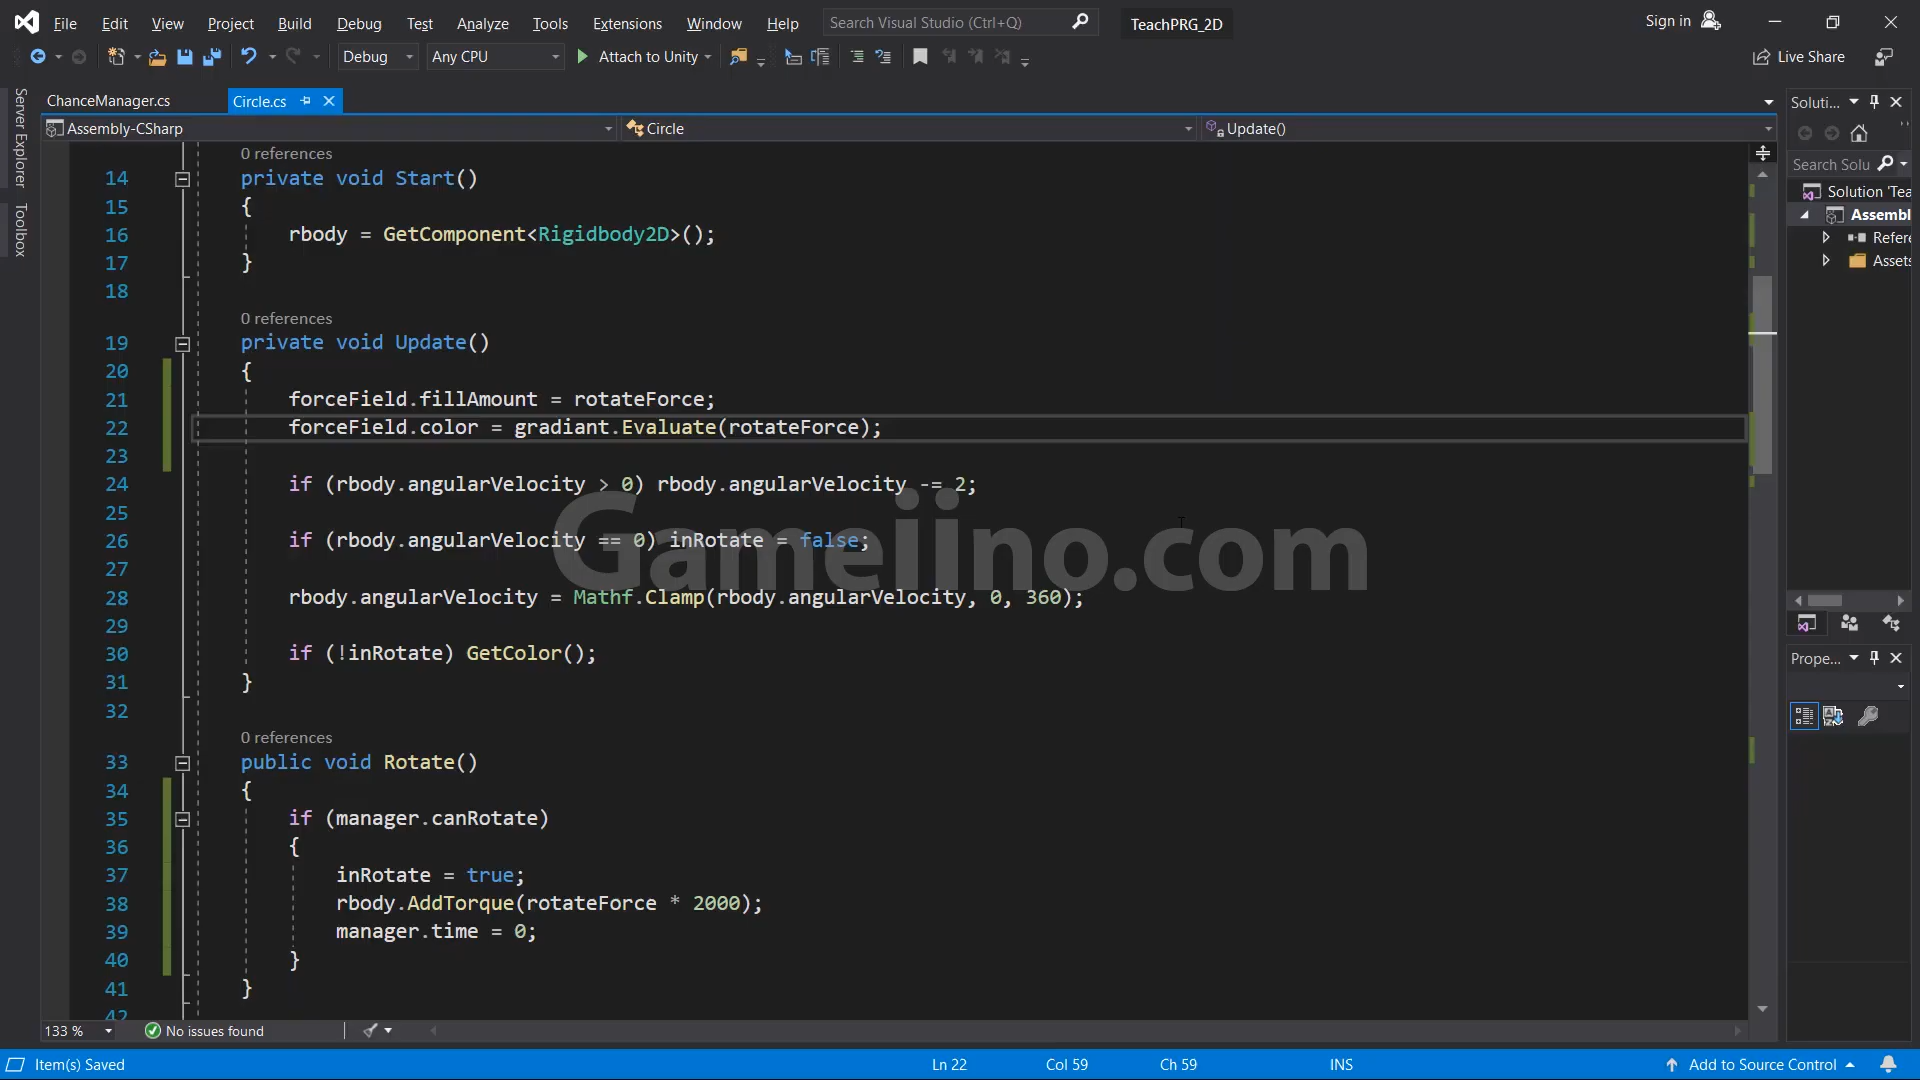 File Edit View Project Build Debug Test Analyze Tools Extensions Window Help Search Visual Studio (Ctrl+Q) TeachPRG_2D Sign in
Debug Any CPU Attach to Unity Live Share
Server Explorer
Toolbox
ChanceManager.cs Circle.cs
Assembly-CSharp Circle Update()
0 references
14 private void Start()
15 {
16 rbody = GetComponent<Rigidbody2D>();
17 }
18
0 references
19 private void Update()
20 {
21 forceField.fillAmount = rotateForce;
22 forceField.color = gradiant.Evaluate(rotateForce);
23
24 if (rbody.angularVelocity > 0) rbody.angularVelocity -= 2;
25
26 if (rbody.angularVelocity == 0) inRotate = false;
27
28 rbody.angularVelocity = Mathf.Clamp(rbody.angularVelocity, 0, 360);
29
30 if (!inRotate) GetColor();
31 }
32
0 references
33 public void Rotate()
34 {
35 if (manager.canRotate)
36 {
37 inRotate = true;
38 rbody.AddTorque(rotateForce * 2000);
39 manager.time = 0;
40 }
41 }
42
Gameiino.com
Soluti...
Search Solu
Solution 'Tea
Assembl
Refere
Assets
Prope...
133 % No issues found
Item(s) Saved Ln 22 Col 59 Ch 59 INS Add to Source Control